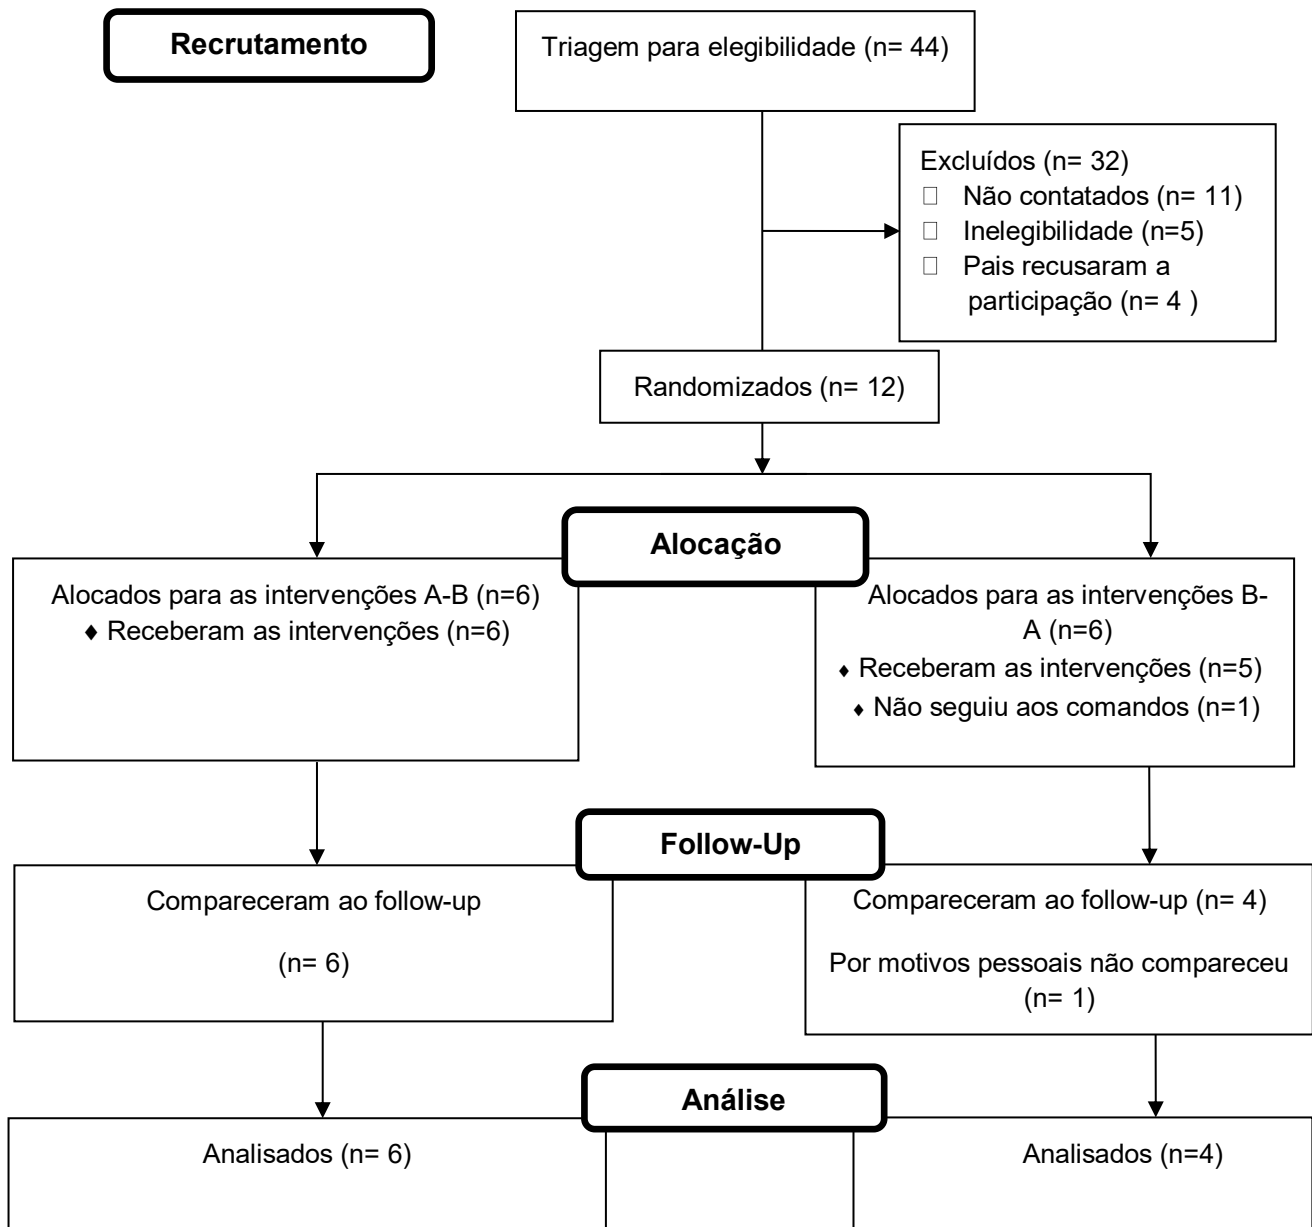 Recrutamento
Triagem para elegibilidade (n= 44)
Excluídos (n= 32)
Não contatados (n= 11)
Inelegibilidade (n=5)
Pais recusaram a
participação (n= 4 )
Randomizados (n= 12)
Alocação
Alocados para as intervenções A-B (n=6)
♦ Receberam as intervenções (n=6)
Alocados para as intervenções B-
A (n=6)
♦ Receberam as intervenções (n=5)
♦ Não seguiu aos comandos (n=1)
Follow-Up
Compareceram ao follow-up
(n= 6)
Compareceram ao follow-up (n= 4)
Por motivos pessoais não compareceu
(n= 1)
Análise
Analisados (n= 6)
Analisados (n=4)